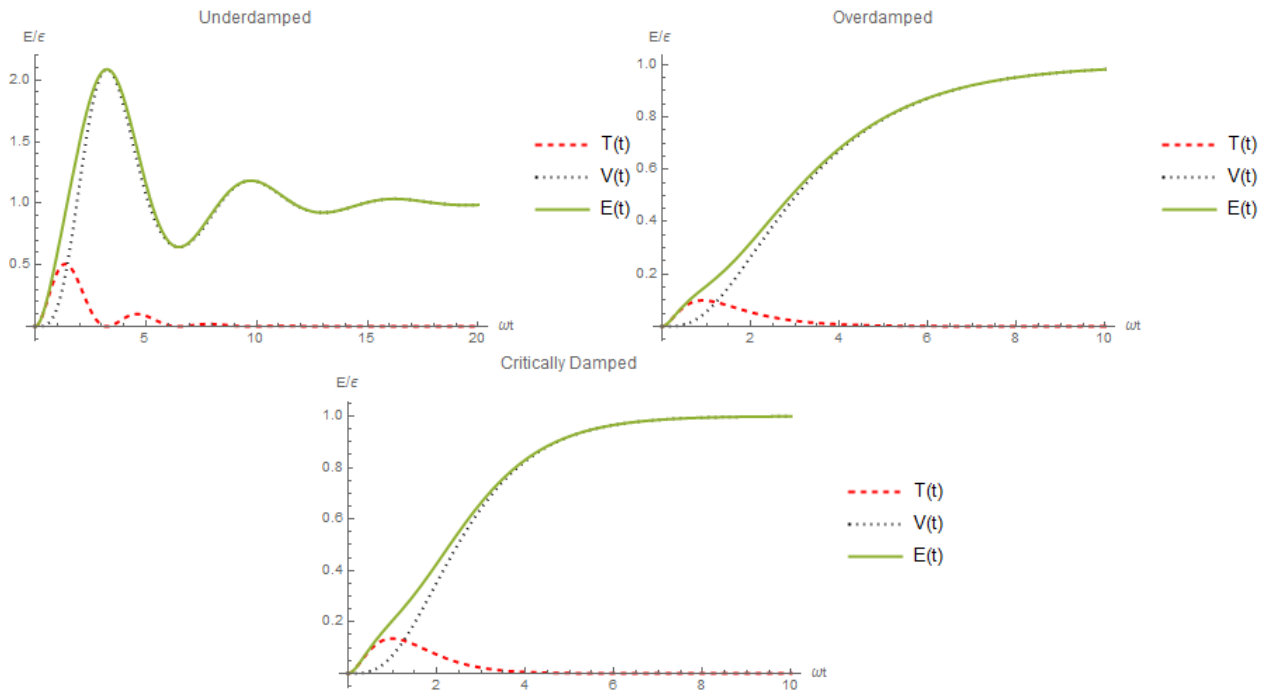 Underdamped
E/ϵ
2.0
1.5
1.0
0.5
5 10 15 20
ωt
T(t)
V(t)
E(t)
Overdamped
E/ϵ
1.0
0.8
0.6
0.4
0.2
2 4 6 8 10
ωt
T(t)
V(t)
E(t)
Critically Damped
E/ϵ
1.0
0.8
0.6
0.4
0.2
2 4 6 8 10
ωt
T(t)
V(t)
E(t)